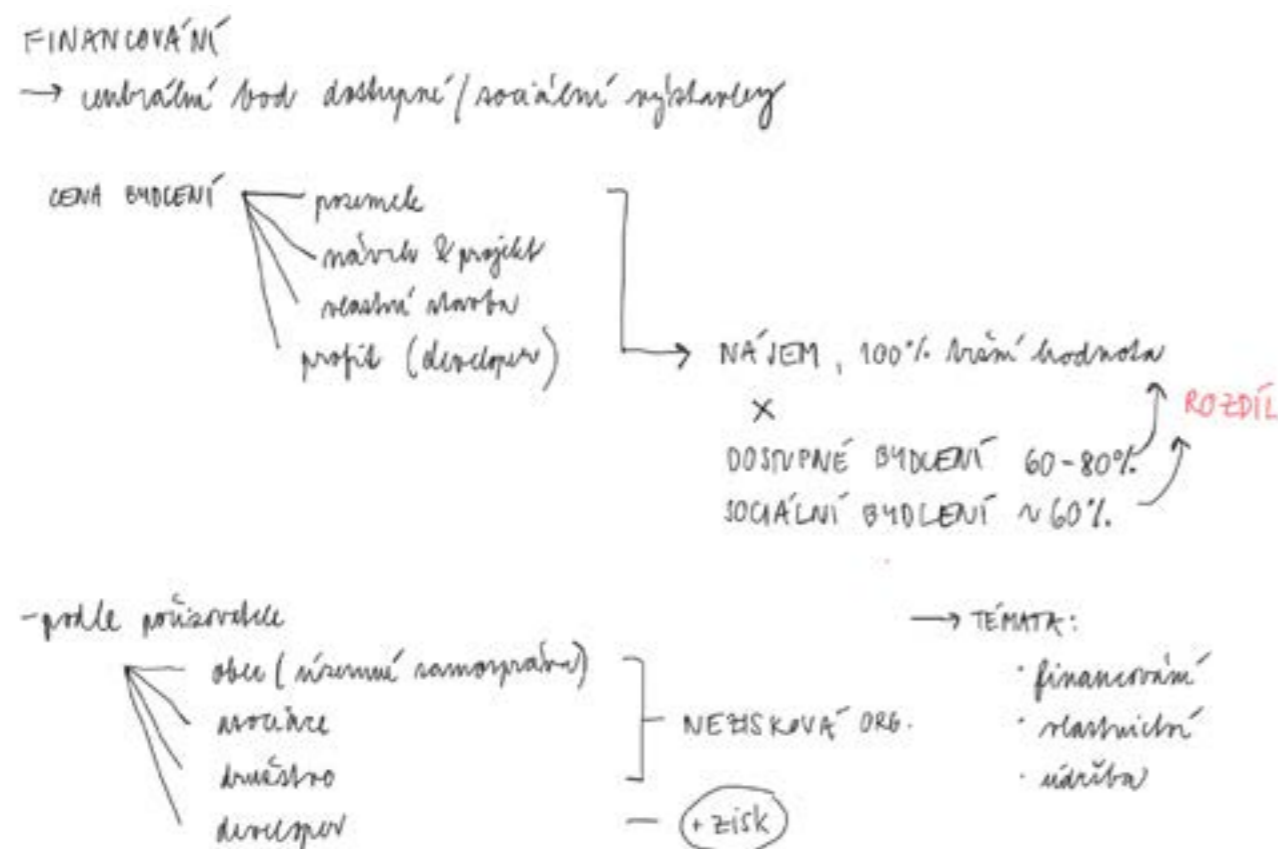 FINANCOVÁNÍ
→ centrální bod dostupné/sociální výstavby
CENA BYDLENÍ
pozemek
návrh & projekt
vlastní stavba
profit (developer)
→ NÁJEM, 100% tržní hodnota
×
DOSTUPNÉ BYDLENÍ 60-80%
SOCIÁLNÍ BYDLENÍ ~60%
ROZDÍL
-podle pořizovatele
obec (územní samospráva)
asociace
družstvo
developer
NEZISKOVÁ ORG.
— + zisk
→ TÉMATA:
· financování
· vlastnictví
· údržba